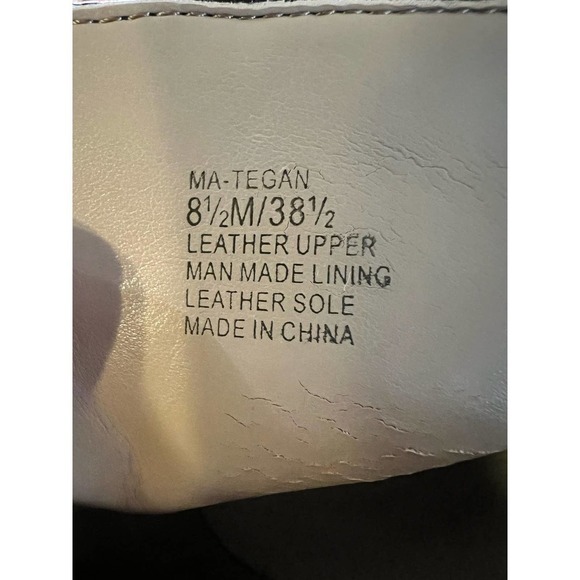 MA-TEGAN
8½M/38½
LEATHER UPPER
MAN MADE LINING
LEATHER SOLE
MADE IN CHINA